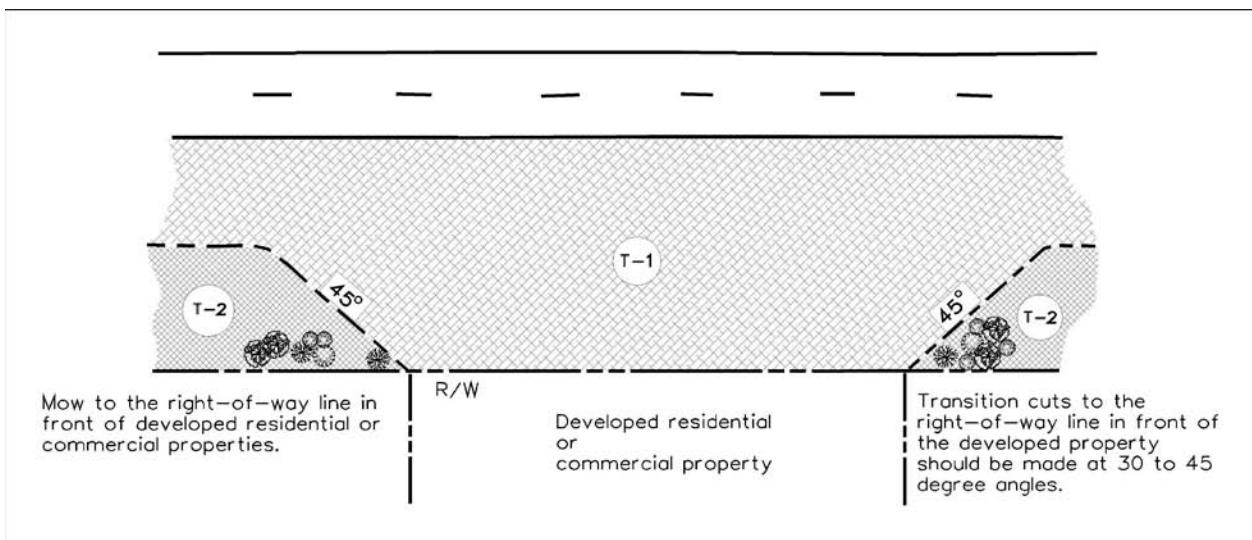 T-1
45°
45°
T-2
T-2
R/W
Mow to the right-of-way line in
front of developed residential or
commercial properties.
Developed residential
or
commercial property
Transition cuts to the
right-of-way line in front of
the developed property
should be made at 30 to 45
degree angles.